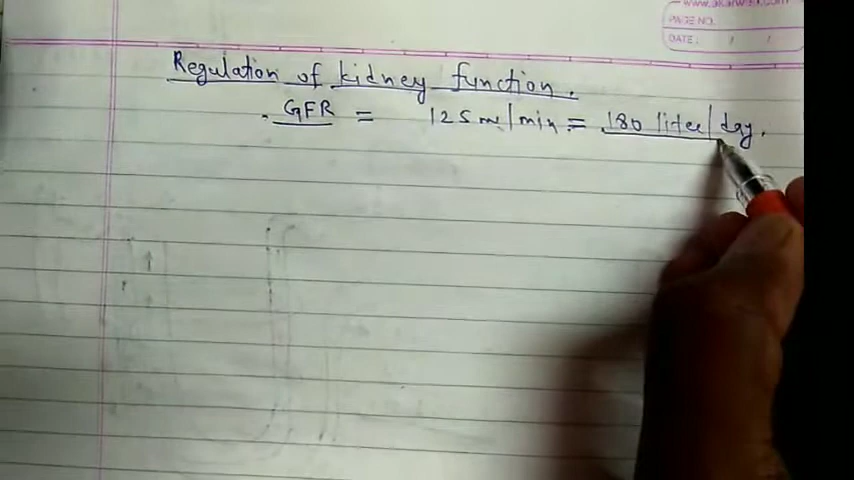 PAGE NO.
DATE: / /
Regulation of kidney function.
GFR = 125 ml/min = 180 liter/day.